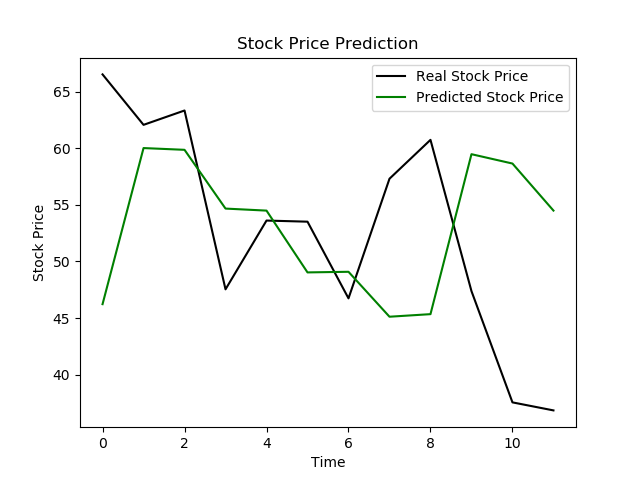 Stock Price Prediction
Real Stock Price
Predicted Stock Price
Stock Price
65
60
55
50
45
40
0 2 4 6 8 10
Time